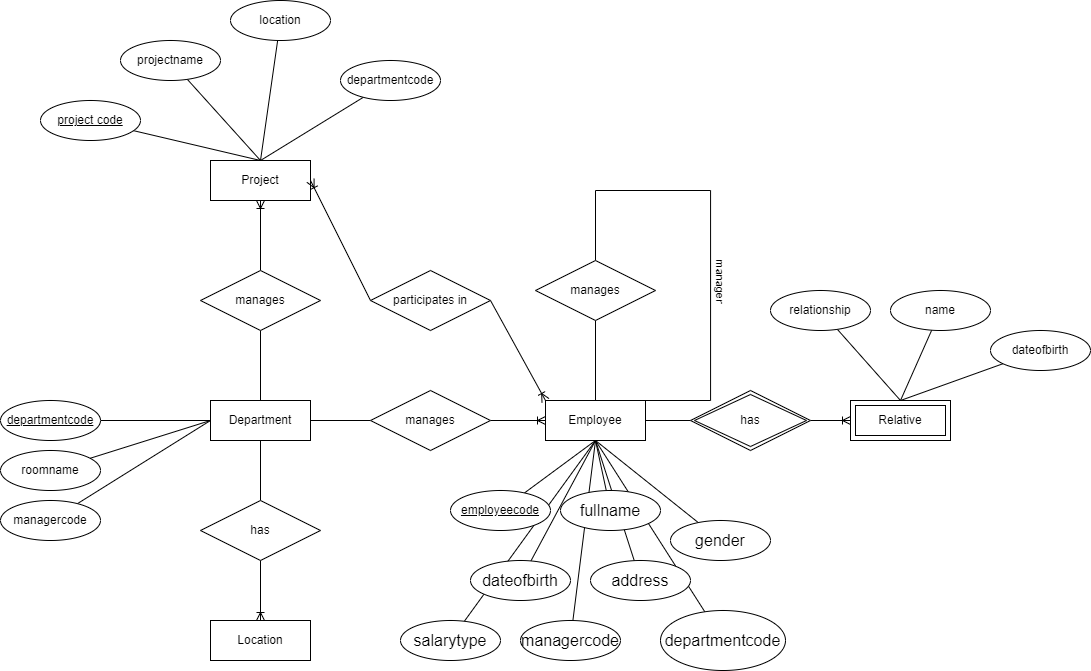 location
projectname
departmentcode
project code
Project
manager
manages
participates in
manages
relationship
name
dateofbirth
departmentcode
Department
manages
Employee
has
Relative
roomname
managercode
employeecode
fullname
has
gender
dateofbirth
address
Location
salarytype
managercode
departmentcode